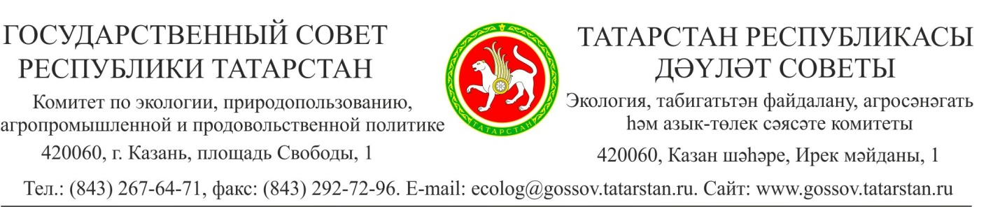 ГОСУДАРСТВЕННЫЙ СОВЕТ
РЕСПУБЛИКИ ТАТАРСТАН
Комитет по экологии, природопользованию,
агропромышленной и продовольственной политике
420060, г. Казань, площадь Свободы, 1
ТАТАРСТАН
ТАТАРСТАН РЕСПУБЛИКАСЫ
ДӘҮЛӘТ СОВЕТЫ
Экология, табигатьтән файдалану, агросәнәгать
һәм азык-төлек сәясәте комитеты
420060, Казан шәһәре, Ирек мәйданы, 1
Тел.: (843) 267-64-71, факс: (843) 292-72-96. E-mail: ecolog@gossov.tatarstan.ru. Сайт: www.gossov.tatarstan.ru